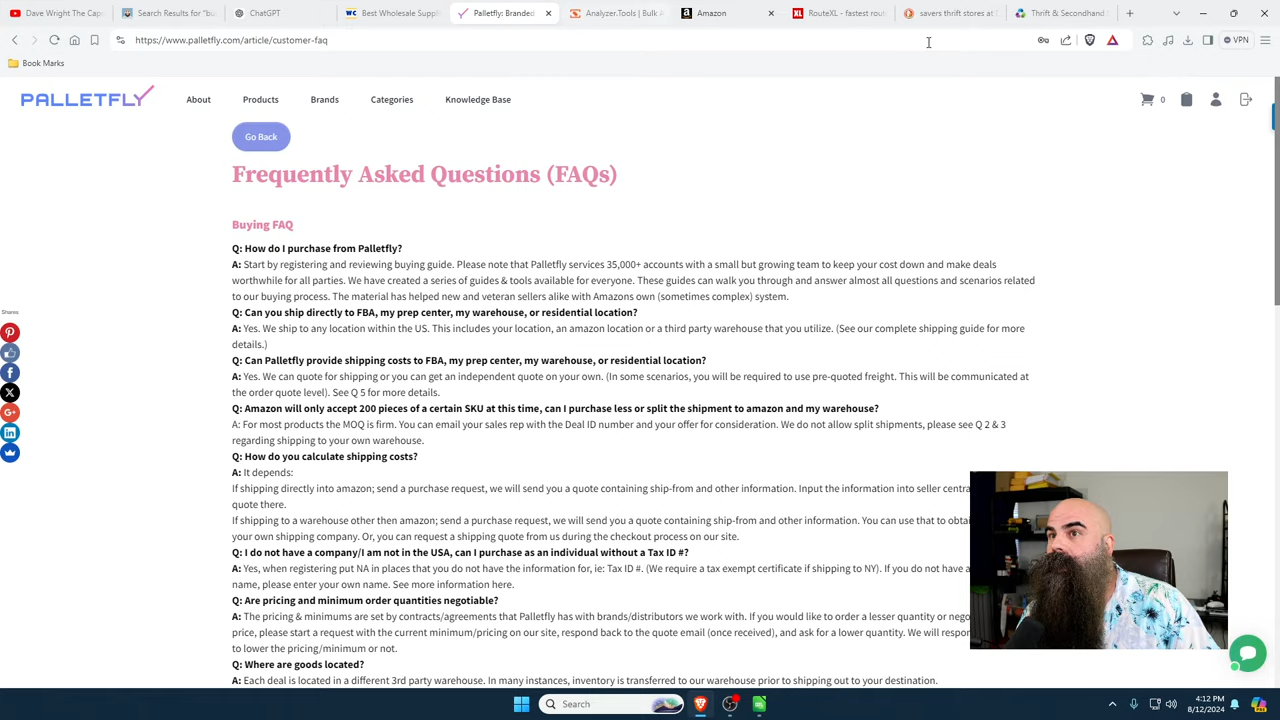 Dave Wright The Car
Search Results for "bu
ChatGPT
Best Wholesale Supp
Palletfly: Branded
Analyzer.Tools | Bulk A
Amazon
RouteXL - fastest rout
savers thrift stores at
Thrift & Secondhand
https://www.palletfly.com/article/customer-faq
VPN
Book Marks
PALLETFLY
About
Products
Brands
Categories
Knowledge Base
0
Go Back
Frequently Asked Questions (FAQs)
Buying FAQ
Q: How do I purchase from Palletfly?
A: Start by registering and reviewing buying guide. Please note that Palletfly services 35,000+ accounts with a small but growing team to keep your cost down and make deals
worthwhile for all parties. We have created a series of guides & tools available for everyone. These guides can walk you through and answer almost all questions and scenarios related
to our buying process. The material has helped new and veteran sellers alike with Amazons own (sometimes complex) system.
Q: Can you ship directly to FBA, my prep center, my warehouse, or residential location?
A: Yes. We ship to any location within the US. This includes your location, an amazon location or a third party warehouse that you utilize. (See our complete shipping guide for more
details.)
Shares
Q: Can Palletfly provide shipping costs to FBA, my prep center, my warehouse, or residential location?
A: Yes. We can quote for shipping or you can get an independent quote on your own. (In some scenarios, you will be required to use pre-quoted freight. This will be communicated at
the order quote level). See Q 5 for more details.
Q: Amazon will only accept 200 pieces of a certain SKU at this time, can I purchase less or split the shipment to amazon and my warehouse?
A: For most products the MOQ is firm. You can email your sales rep with the Deal ID number and your offer for consideration. We do not allow split shipments, please see Q 2 & 3
regarding shipping to your own warehouse.
Q: How do you calculate shipping costs?
A: It depends:
If shipping directly into amazon; send a purchase request, we will send you a quote containing ship-from and other information. Input the information into seller centra
quote there.
If shipping to a warehouse other then amazon; send a purchase request, we will send you a quote containing ship-from and other information. You can use that to obta
your own shipping company. Or, you can request a shipping quote from us during the checkout process on our site.
Q: I do not have a company/I am not in the USA, can I purchase as an individual without a Tax ID #?
A: Yes, when registering put NA in places that you do not have the information for, ie: Tax ID #. (We require a tax exempt certificate if shipping to NY). If you do not have a
name, please enter your own name. See more information here.
Q: Are pricing and minimum order quantities negotiable?
A: The pricing & minimums are set by contracts/agreements that Palletfly has with brands/distributors we work with. If you would like to order a lesser quantity or nego
price, please start a request with the current minimum/pricing on our site, respond back to the quote email (once received), and ask for a lower quantity. We will respon
to lower the pricing/minimum or not.
Q: Where are goods located?
A: Each deal is located in a different 3rd party warehouse. In many instances, inventory is transferred to our warehouse prior to shipping out to your destination.
Search
4:12 PM
8/12/2024